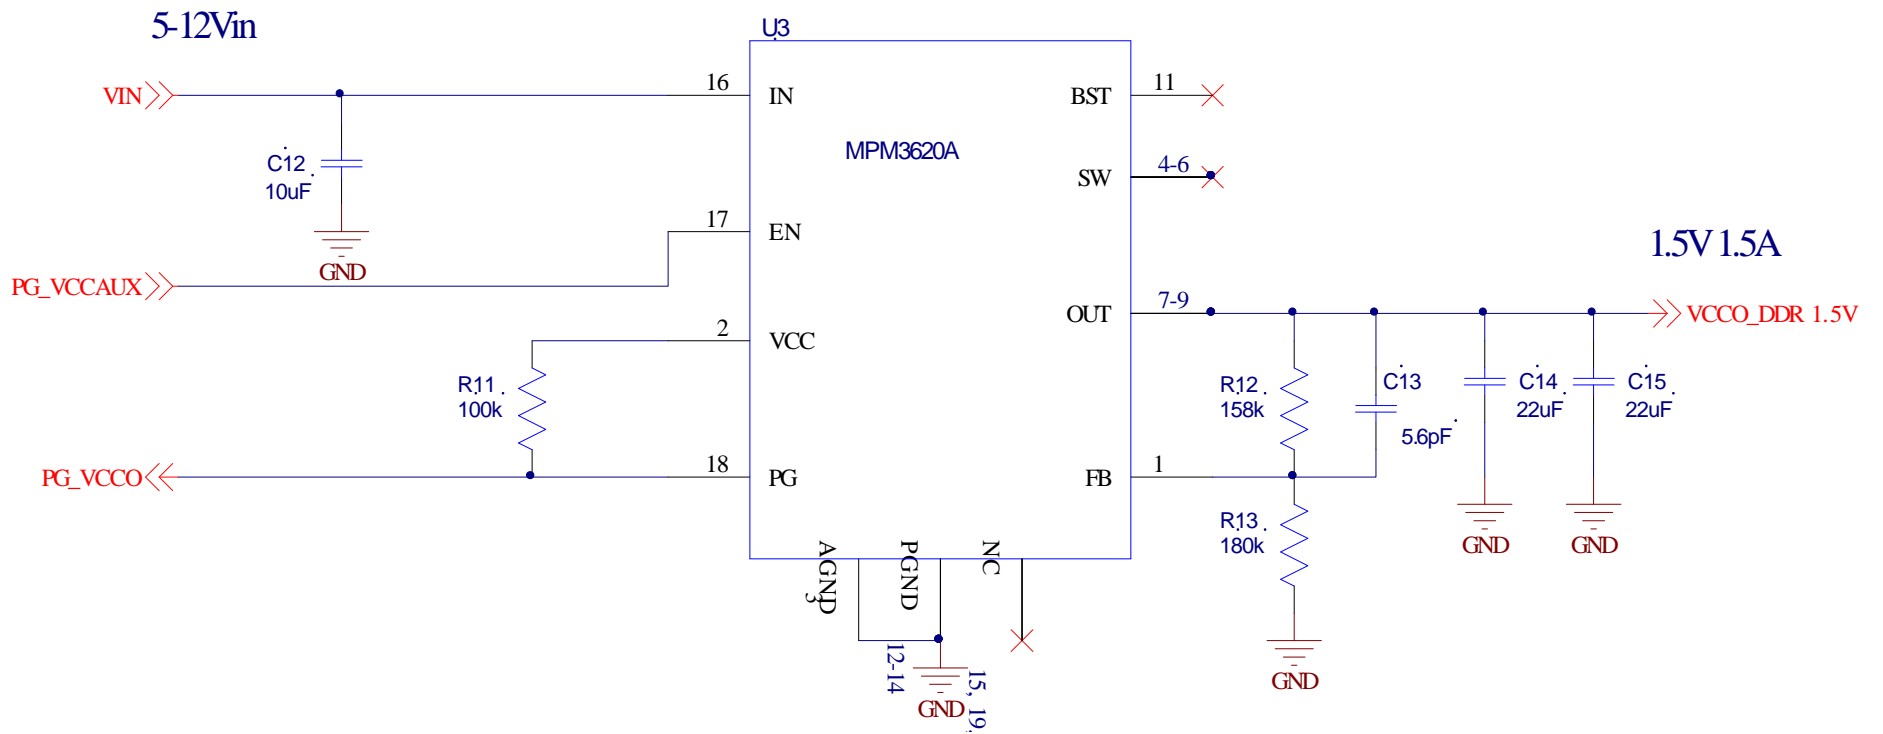 5-12Vin
U3
VIN
16
IN
BST
11
MPM3620A
C12
10uF
GND
SW
4-6
17
EN
PG_VCCAUX
1.5V 1.5A
OUT
7-9
VCCO_DDR 1.5V
2
VCC
R11
100k
R12
158k
C13
5.6pF
C14
22uF
C15
22uF
PG_VCCO
18
PG
FB
1
R13
180k
GND
GND
AGND
3
PGND
NC
12-14
15, 19,
GND
GND